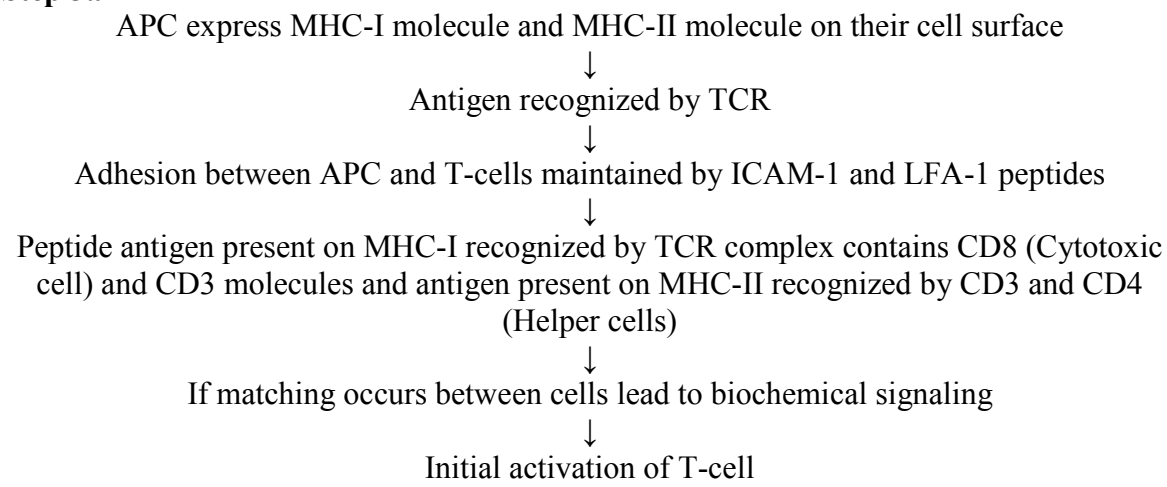 APC express MHC-I molecule and MHC-II molecule on their cell surface
↓
Antigen recognized by TCR
↓
Adhesion between APC and T-cells maintained by ICAM-1 and LFA-1 peptides
↓
Peptide antigen present on MHC-I recognized by TCR complex contains CD8 (Cytotoxic
cell) and CD3 molecules and antigen present on MHC-II recognized by CD3 and CD4
(Helper cells)
↓
If matching occurs between cells lead to biochemical signaling
↓
Initial activation of T-cell